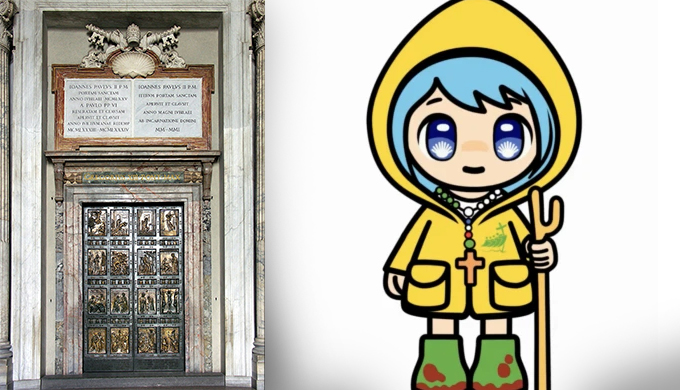 IOANNES PAVLVS II P.M.
PORTAM SANCTAM
ANNO IVBILAEI MCMLXXV
A PAVLO PP VI
RESERATAM ET CLAVSAM
APERVIT ET CLAVSIT
ANNO IVB HVMANAE REDEMP
MCMLXXXIII - MCMLXXXIV
IOANNES PAVLVS II P.M.
ITERVM PORTAM SANCTAM
APERVIT ET CLAVSIT
ANNO MAGNI IVBILAEI
AB INCARNATIONE DOMINI
MM-MMI